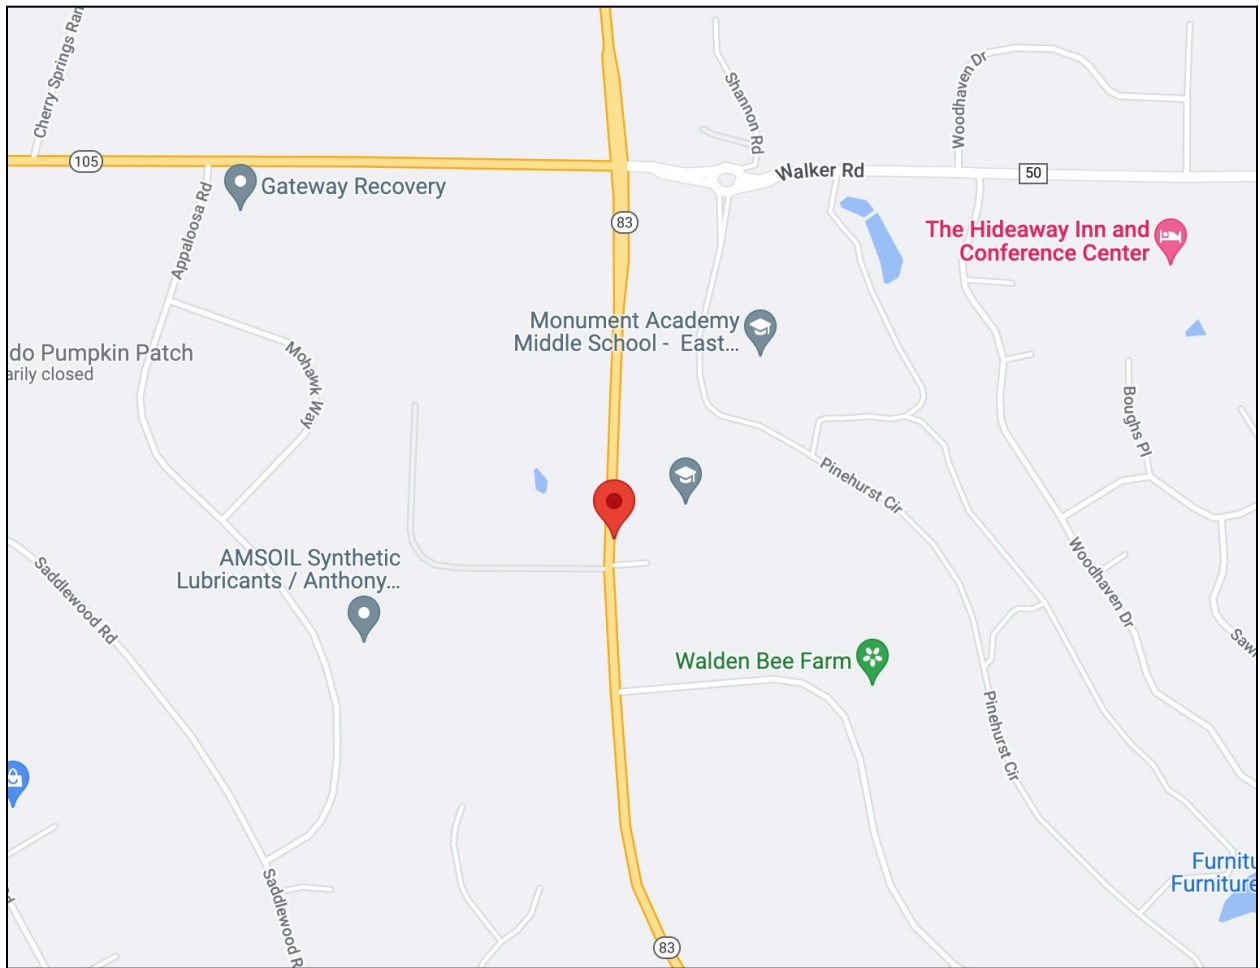 Cherry Springs Ran
Shannon Rd
Woodhaven Dr
105
Walker Rd
50
Gateway Recovery
Appaloosa Rd
83
The Hideaway Inn and
Conference Center
Monument Academy
Middle School - East...
do Pumpkin Patch
arily closed
Mohawk Way
Boughs Pl
Pinehurst Cir
AMSOIL Synthetic
Lubricants / Anthony...
Saddlewood Rd
Woodhaven Dr
Saw
Walden Bee Farm
Pinehurst Cir
Furnitu
Furniture
Saddlewood R
83